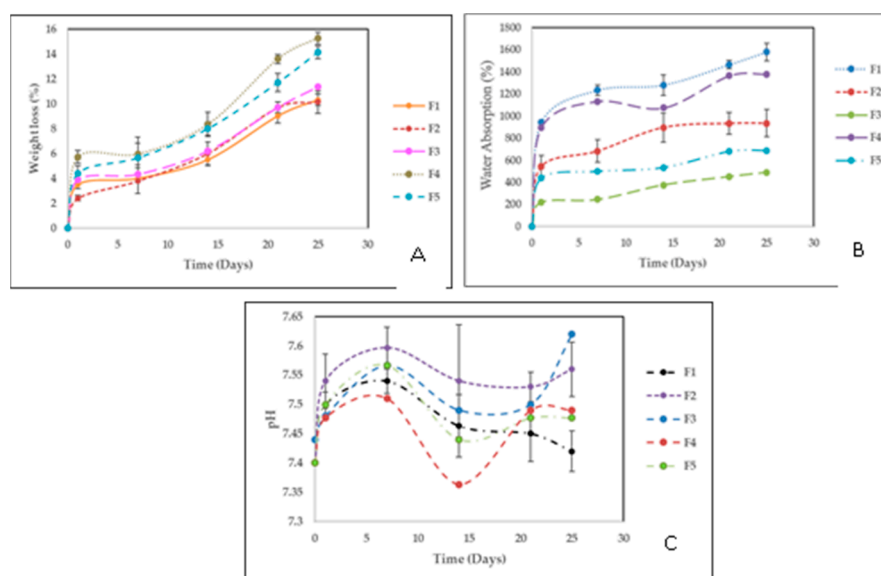 16
14
12
10
8
6
4
2
0
Weight loss (%)
0 5 10 15 20 25 30
Time (Days)
F1
F2
F3
F4
F5
A
1800
1600
1400
1200
1000
800
600
400
200
0
Water Absorption (%)
0 5 10 15 20 25 30
Time (Days)
F1
F2
F3
F4
F5
B
7.65
7.6
7.55
7.5
7.45
7.4
7.35
7.3
pH
0 5 10 15 20 25 30
Time (Days)
F1
F2
F3
F4
F5
C